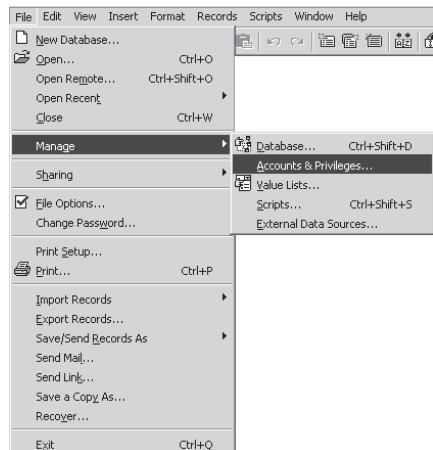 File Edit View Insert Format Records Scripts Window Help
New Database...
Open... Ctrl+O
Open Remote... Ctrl+Shift+O
Open Recent
Close Ctrl+W
Manage
Database... Ctrl+Shift+D
Accounts & Privileges...
Value Lists...
Scripts... Ctrl+Shift+S
External Data Sources...
Sharing
File Options...
Change Password...
Print Setup...
Print... Ctrl+P
Import Records
Export Records...
Save/Send Records As
Send Mail...
Send Link...
Save a Copy As...
Recover...
Exit Ctrl+Q